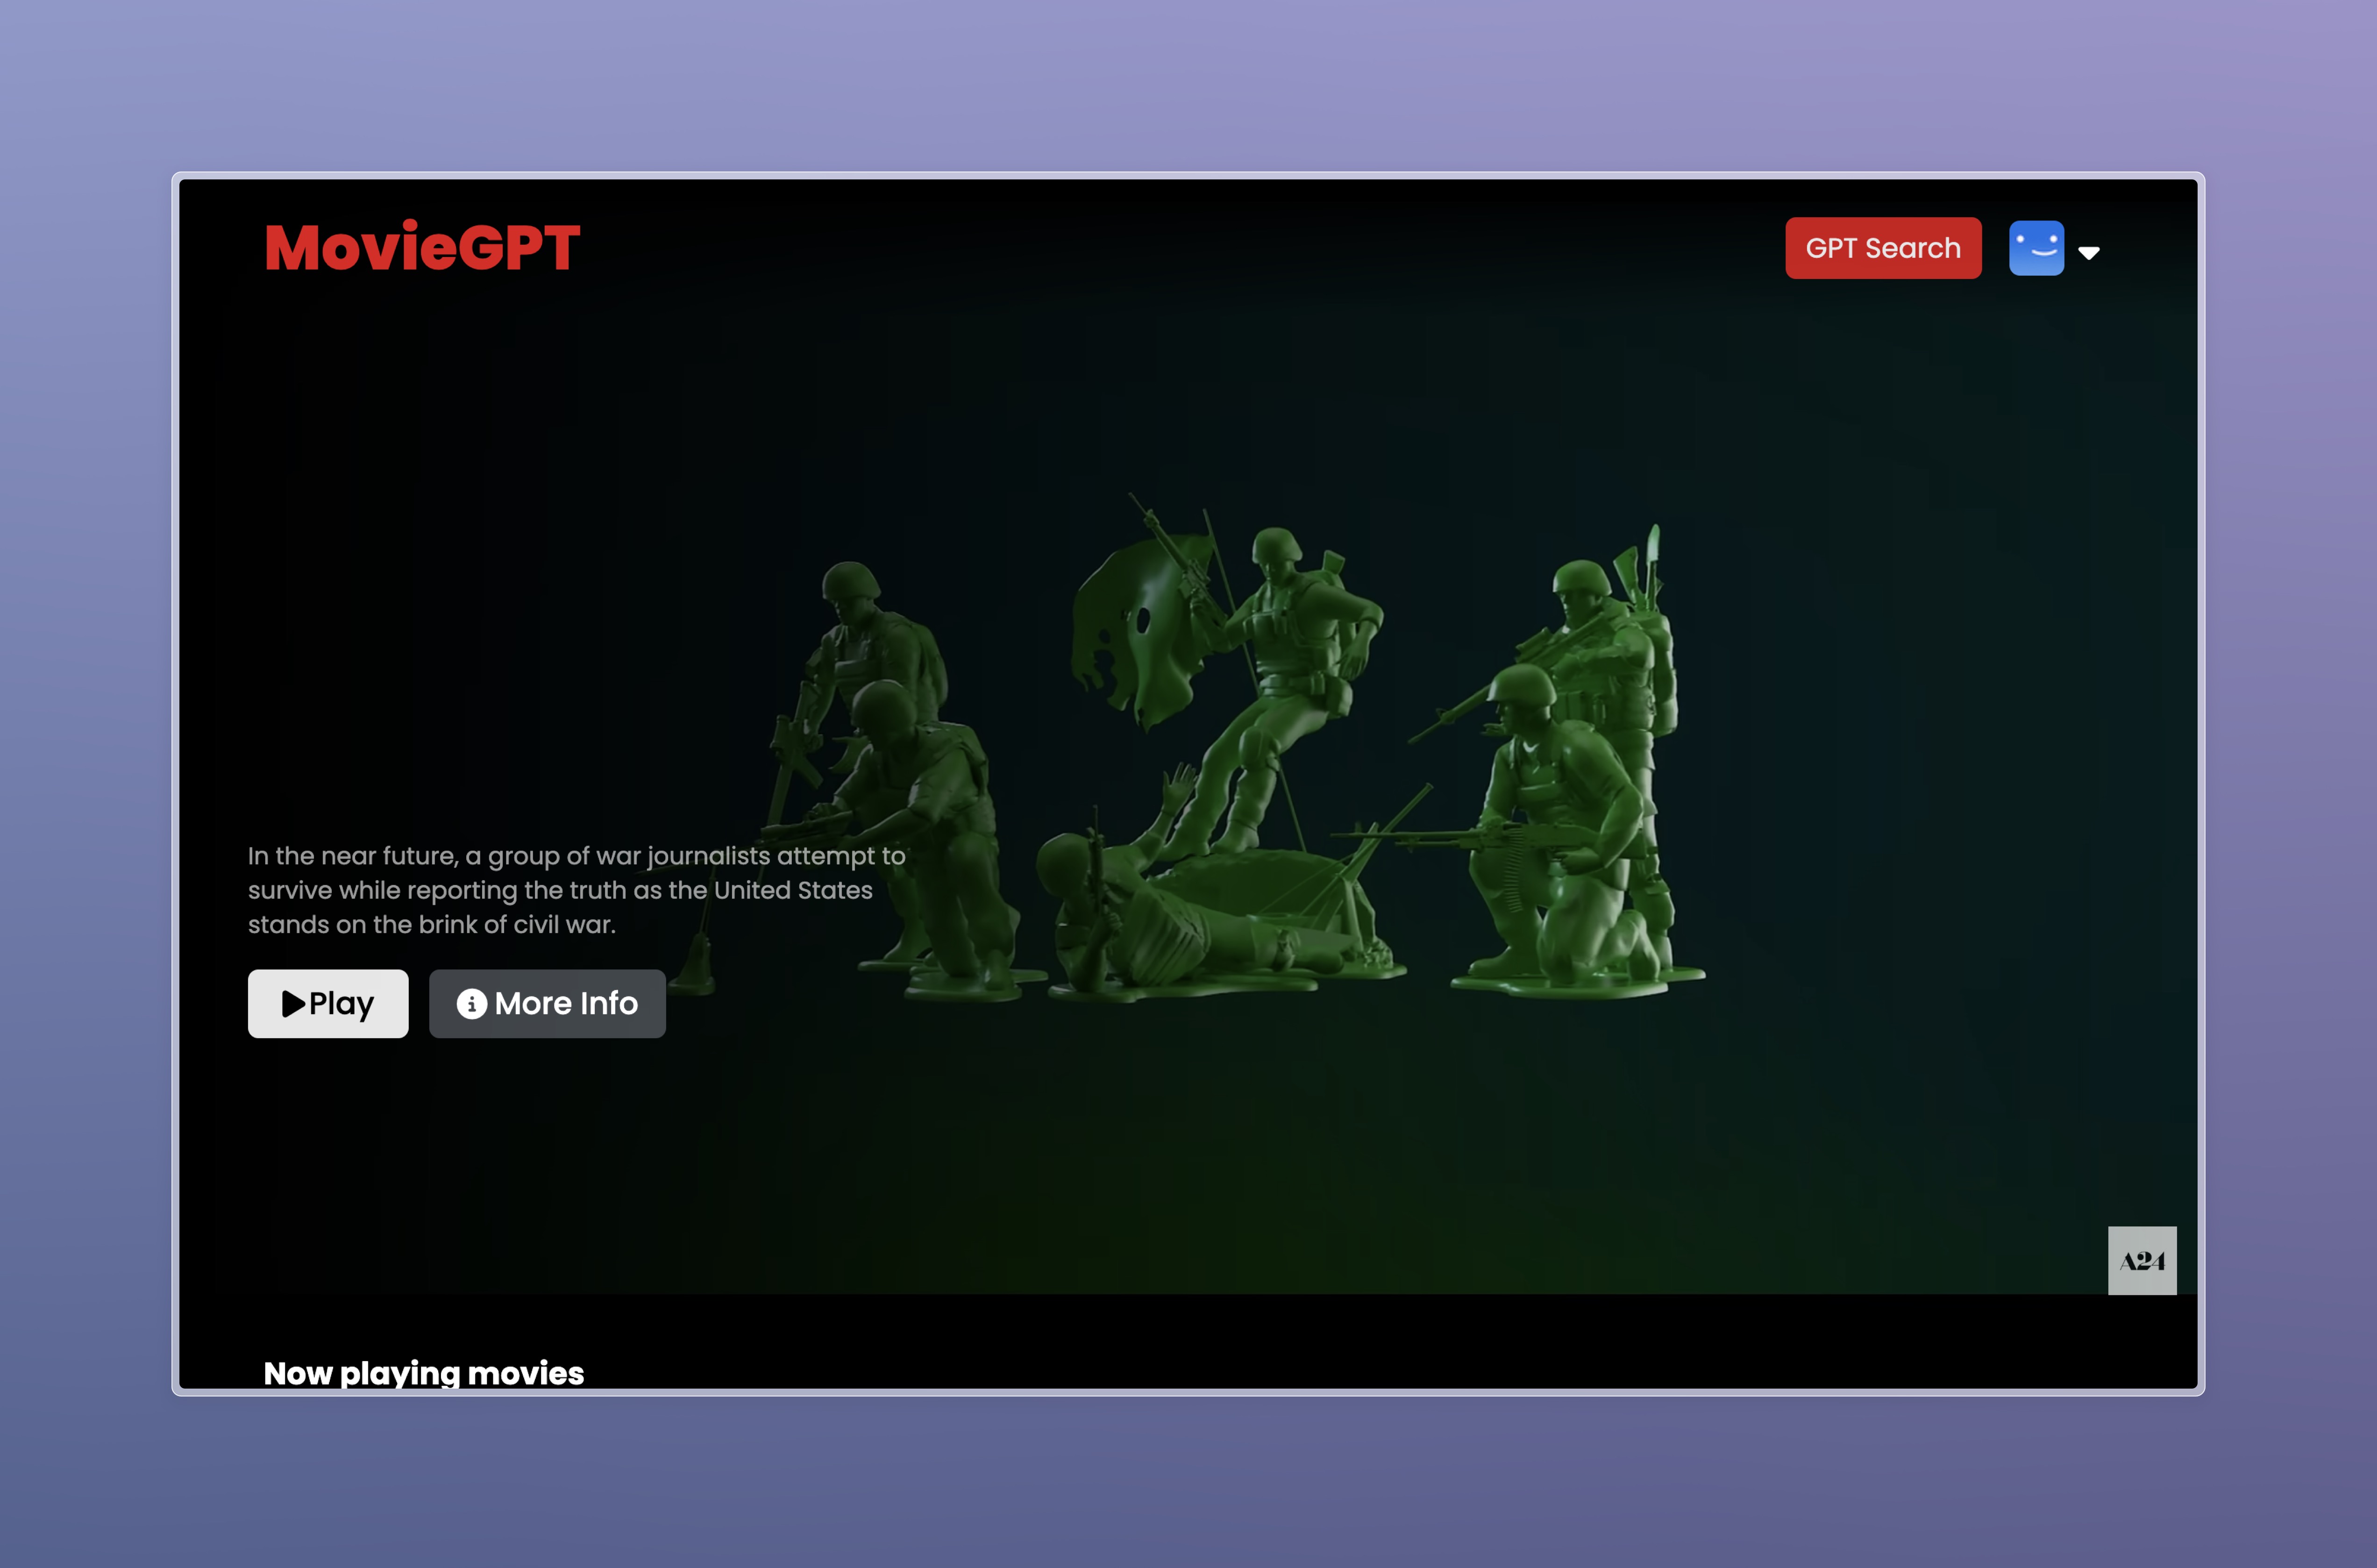 MovieGPT
GPT Search
In the near future, a group of war journalists attempt to
survive while reporting the truth as the United States
stands on the brink of civil war.
Play
More Info
A24
Now playing movies